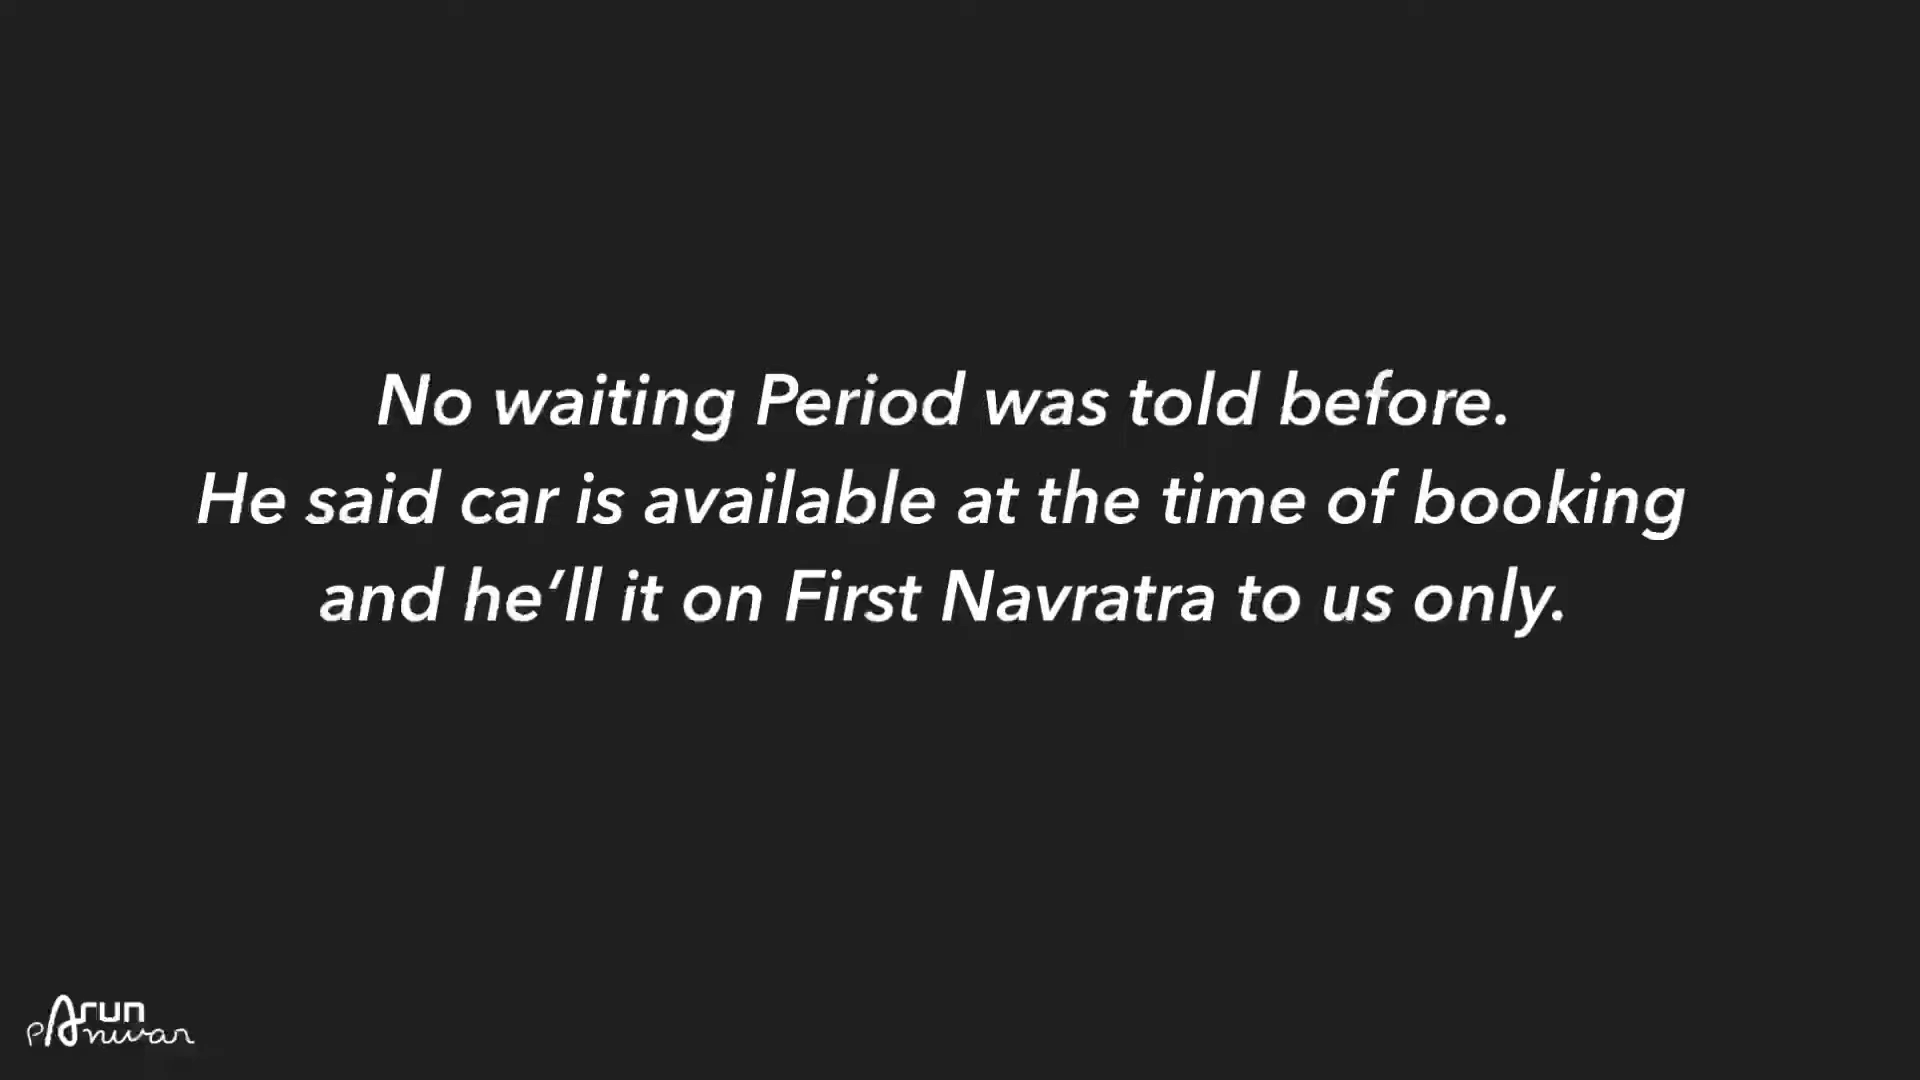 No waiting Period was told before.
He said car is available at the time of booking
and he’ll it on First Navratra to us only.
Arun
Panwar